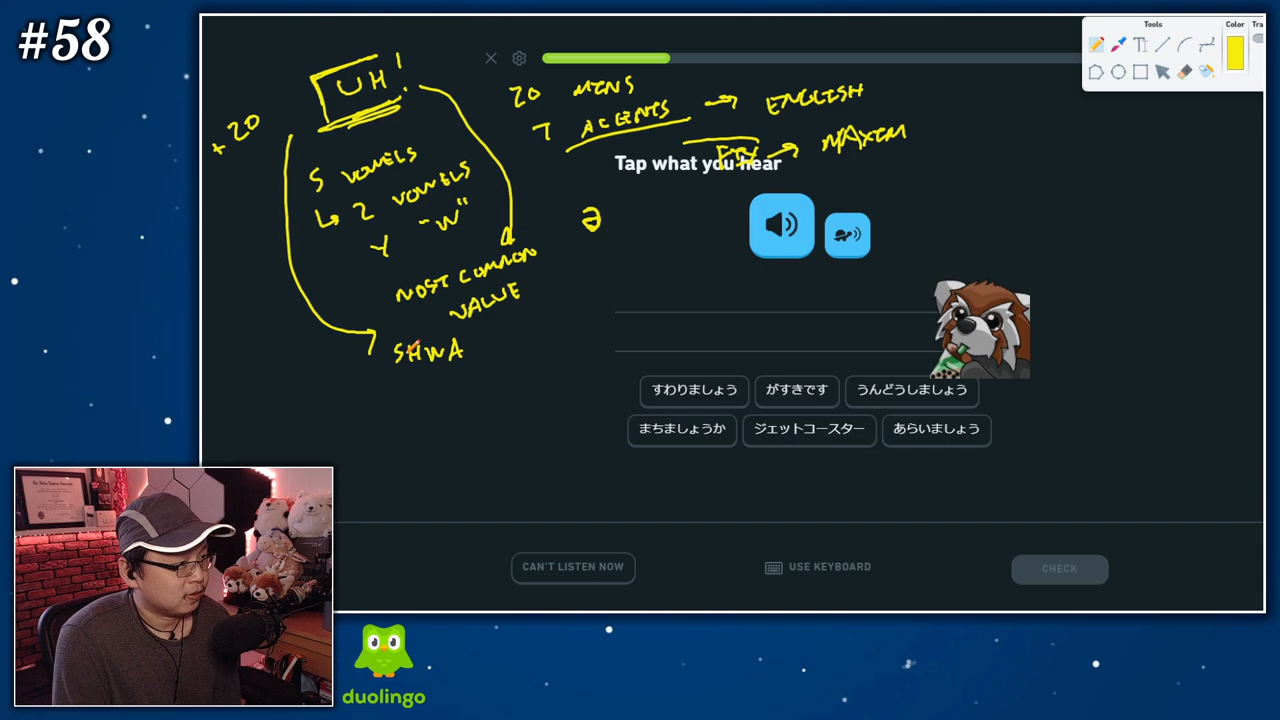 #58
Tools
Color
Tra
UH!
+20
20 MINS
7 ACCENTS → ENGLISH
→ MAXIM
5 VOWELS
↳ 2 VOWELS
Y "W"
MOST COMMON
VALUE
SHWA
ə
Tap what you hear
すわりましょう
がすきです
うんどうしましょう
まちましょうか
ジェットコースター
あらいましょう
CAN'T LISTEN NOW
USE KEYBOARD
CHECK
duolingo